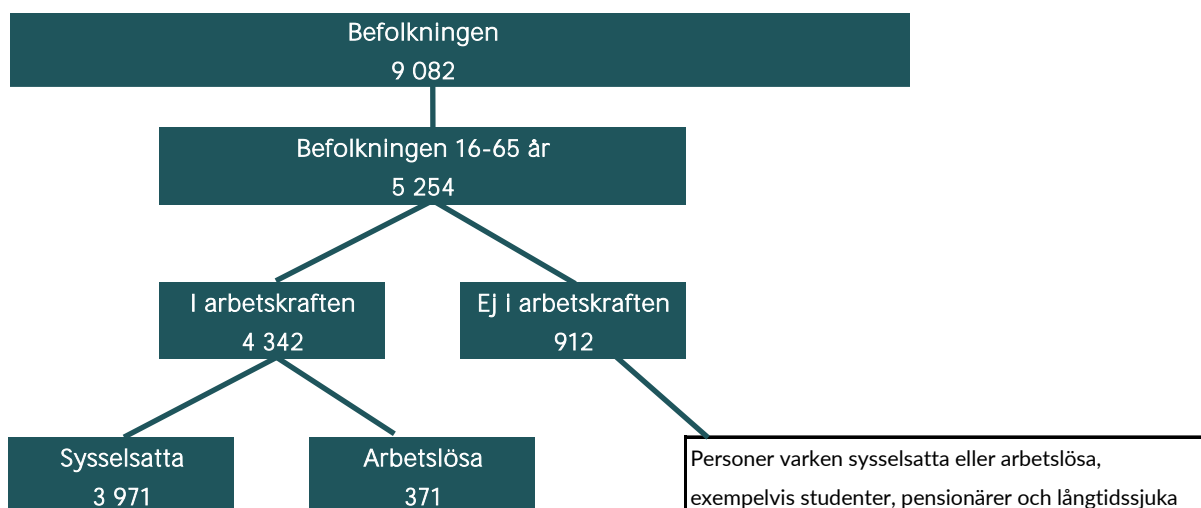 Befolkningen
9 082
Befolkningen 16-65 år
5 254
I arbetskraften
4 342
Ej i arbetskraften
912
Sysselsatta
3 971
Arbetslösa
371
Personer varken sysselsatta eller arbetslösa,
exempelvis studenter, pensionärer och långtidssjuka